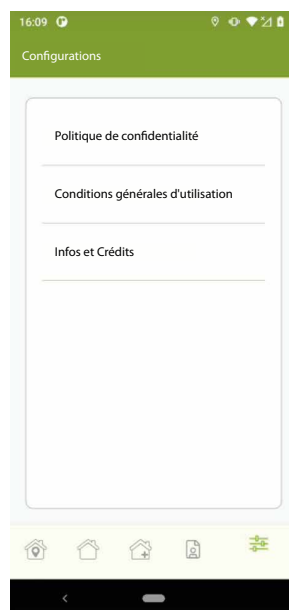 16:09
Configurations
Politique de confidentialité
Conditions générales d'utilisation
Infos et Crédits